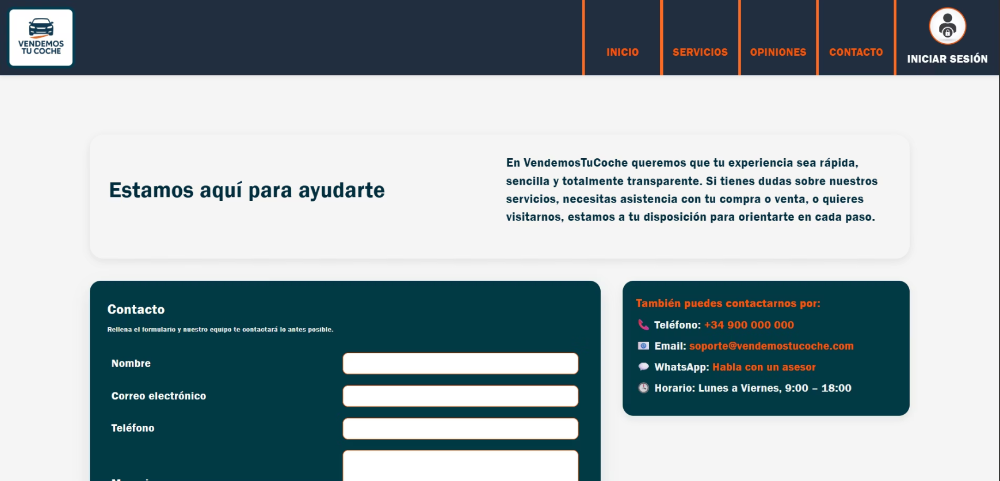 VENDEMOS
TU COCHE
INICIO
SERVICIOS
OPINIONES
CONTACTO
INICIAR SESIÓN
Estamos aquí para ayudarte
En VendemosTuCoche queremos que tu experiencia sea rápida,
sencilla y totalmente transparente. Si tienes dudas sobre nuestros
servicios, necesitas asistencia con tu compra o venta, o quieres
visitarnos, estamos a tu disposición para orientarte en cada paso.
Contacto
Rellena el formulario y nuestro equipo te contactará lo antes posible.
Nombre
Correo electrónico
Teléfono
También puedes contactarnos por:
Teléfono: +34 900 000 000
Email: soporte@vendemostucoche.com
WhatsApp: Habla con un asesor
Horario: Lunes a Viernes, 9:00 – 18:00